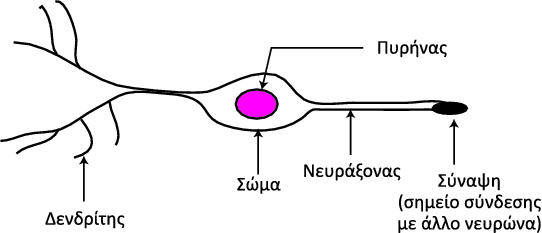 Πυρήνας
Νευράξονας
Σώμα
Σύναψη
(σημείο σύνδεσης
με άλλο νευρώνα)
Δενδρίτης